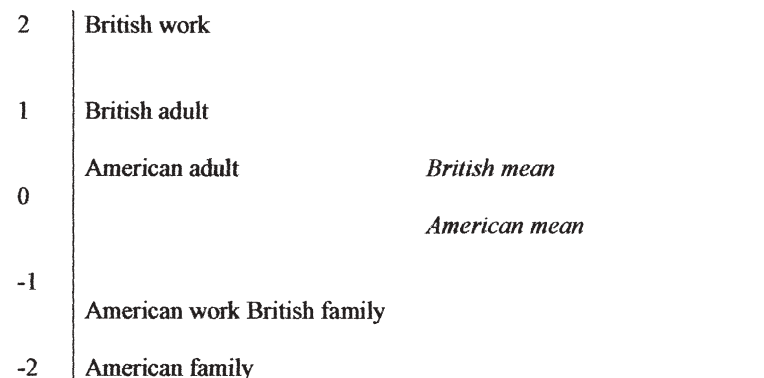 2 British work
1 British adult
American adult British mean
0
American mean
-1
American work British family
-2 American family